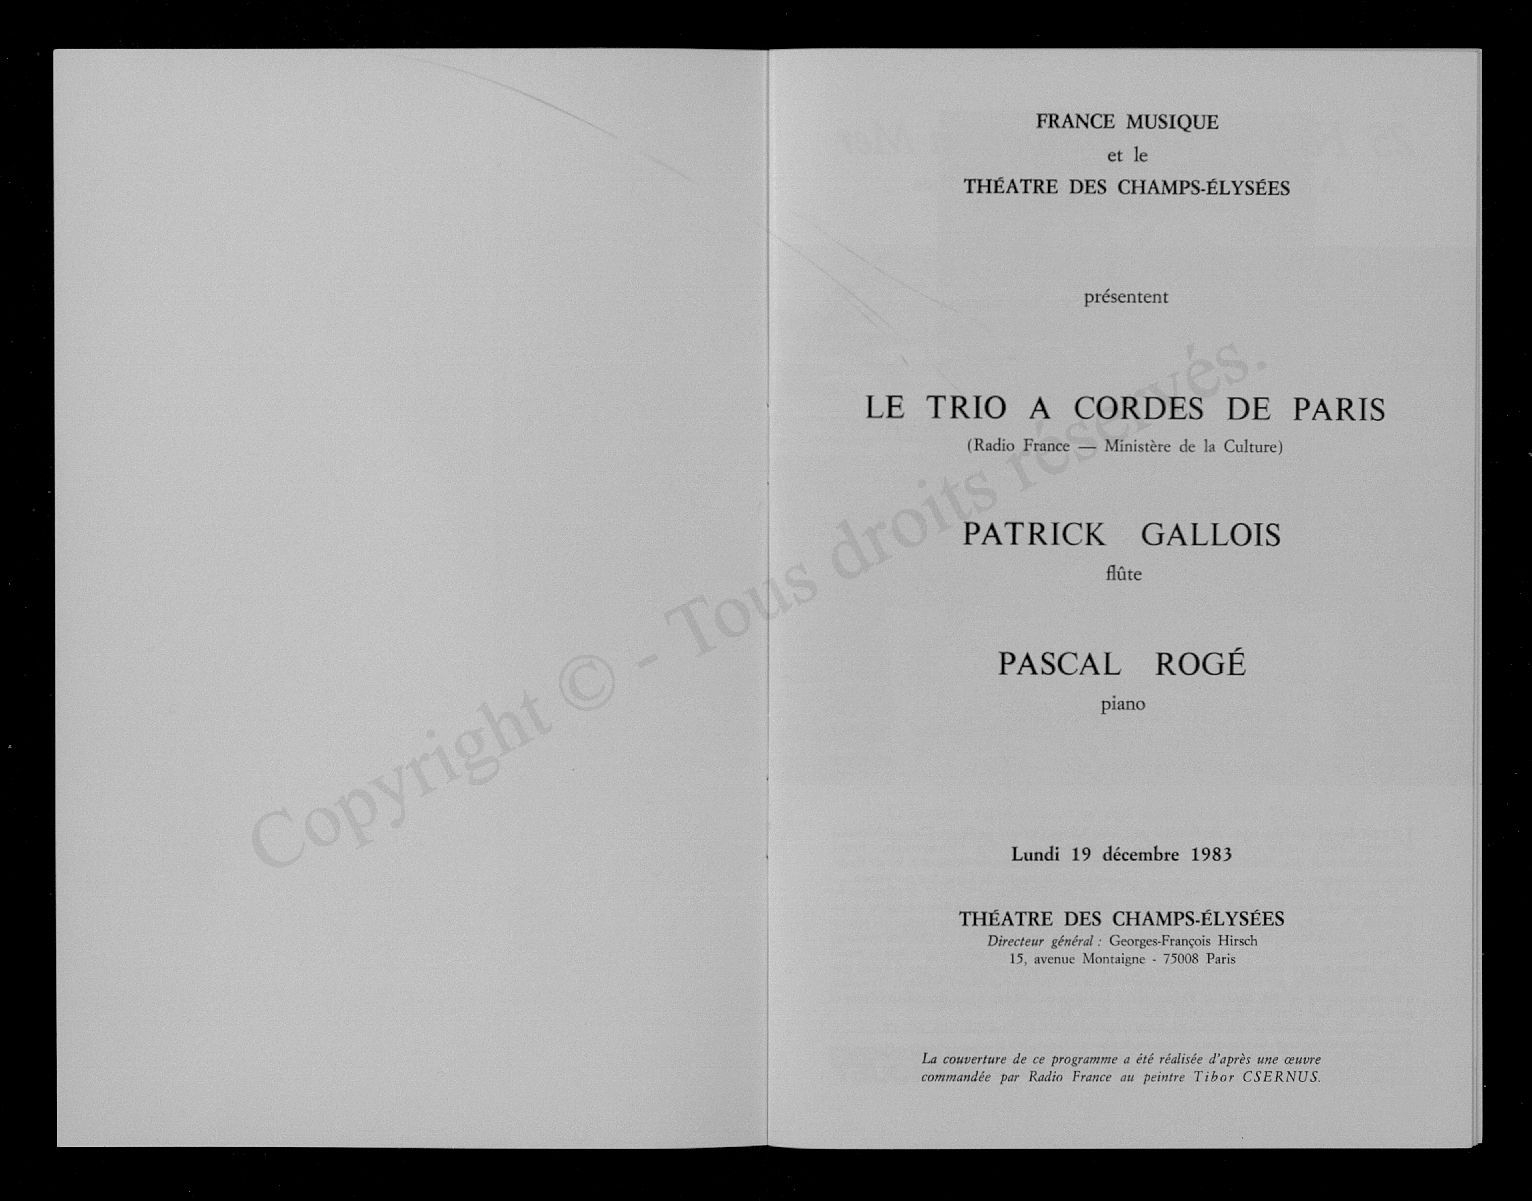 FRANCE MUSIQUE
et le
THÉATRE DES CHAMPS-ÉLYSÉES
présentent
LE TRIO A CORDES DE PARIS
(Radio France — Ministère de la Culture)
PATRICK GALLOIS
flûte
PASCAL ROGÉ
piano
Lundi 19 décembre 1983
THÉATRE DES CHAMPS-ÉLYSÉES
Directeur général : Georges-François Hirsch
15, avenue Montaigne - 75008 Paris
La couverture de ce programme a été réalisée d'après une œuvre
commandée par Radio France au peintre Tibor CSERNUS.
Copyright © - Tous droits réservés.